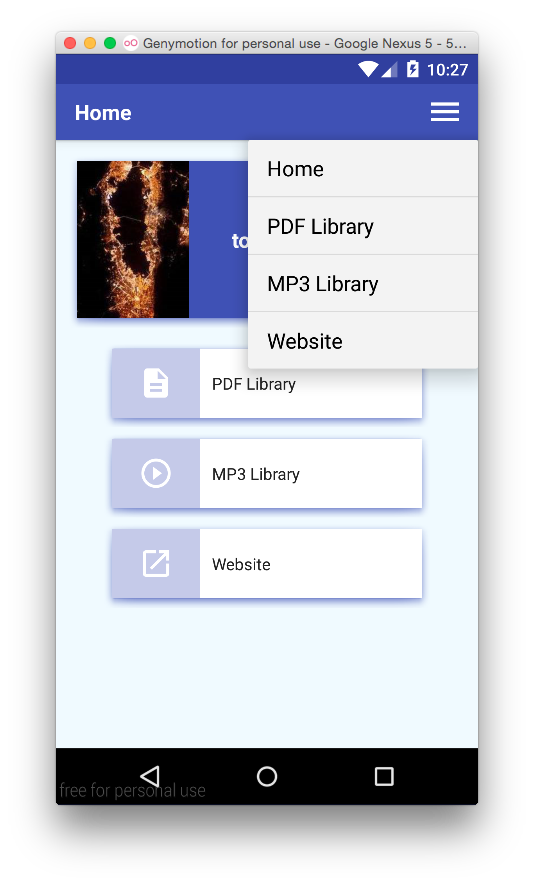 Genymotion for personal use - Google Nexus 5 - 5...
10:27
Home
Home
PDF Library
MP3 Library
Website
PDF Library
MP3 Library
Website
free for personal use